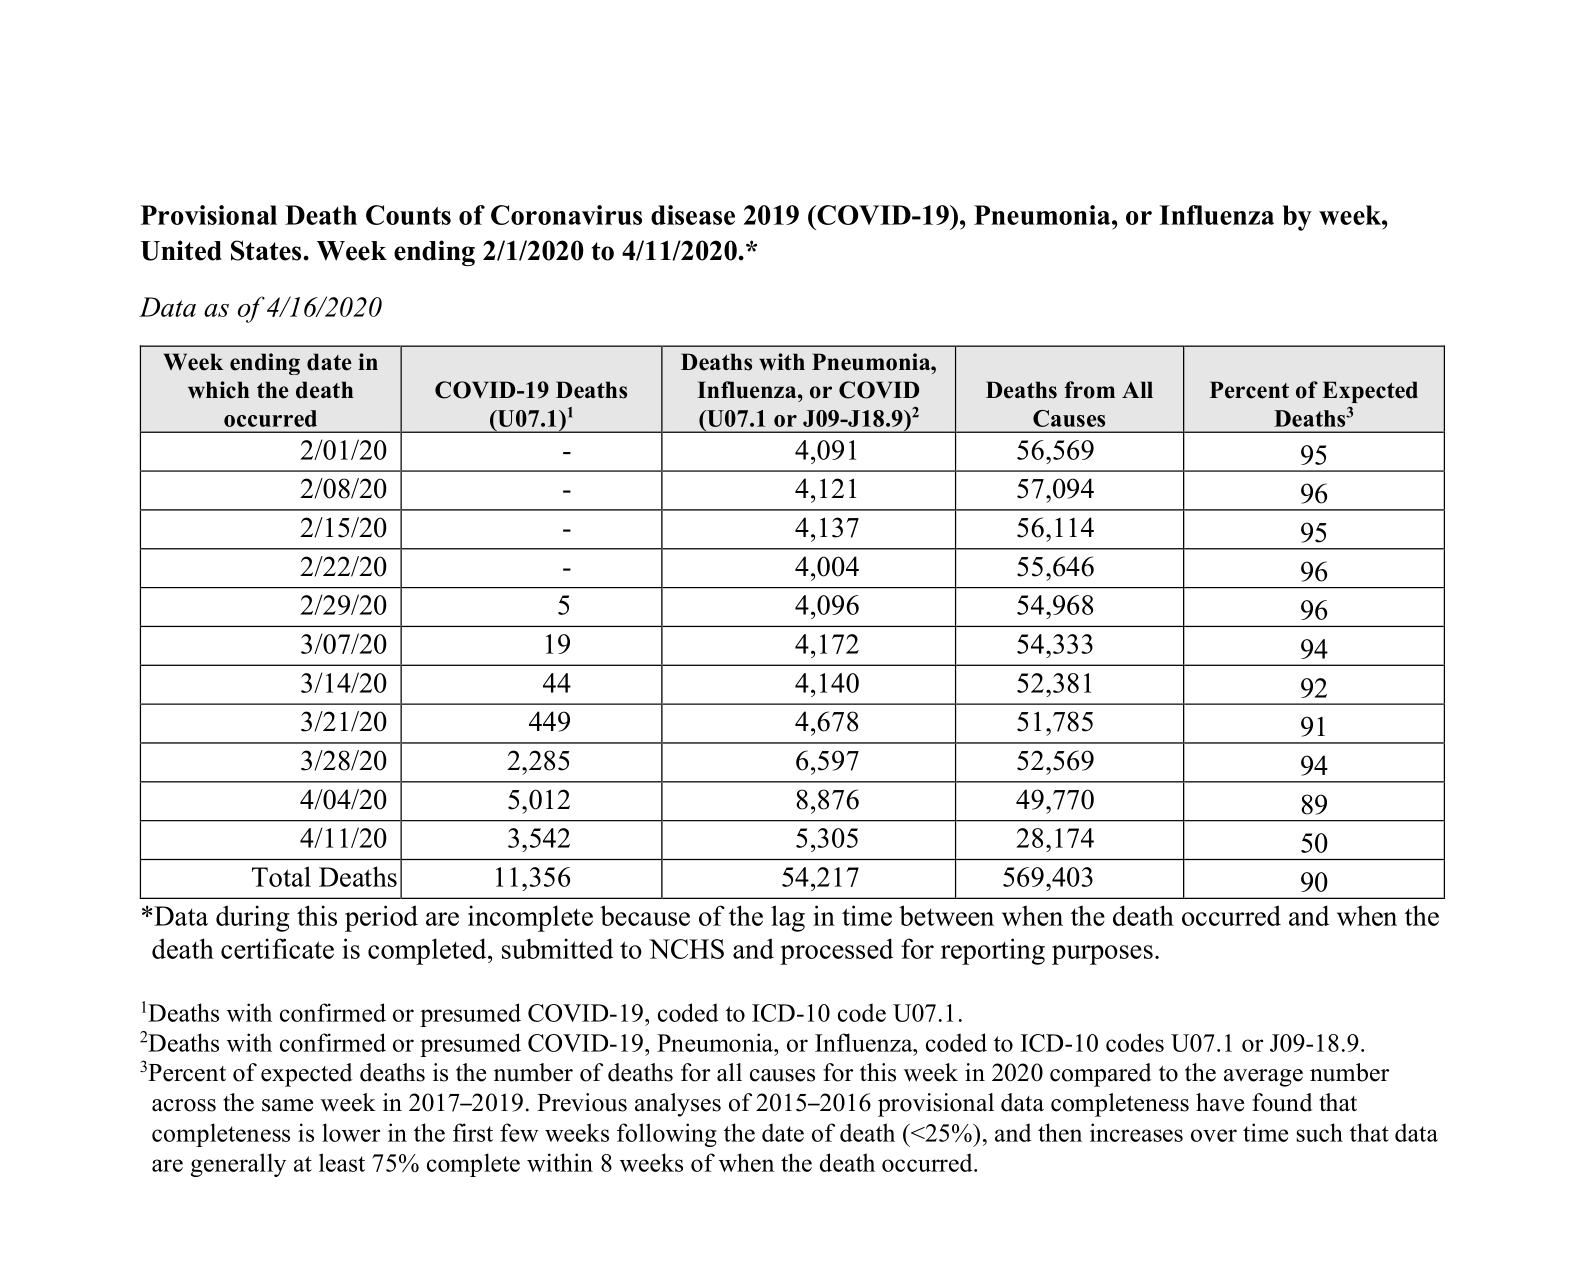 Provisional Death Counts of Coronavirus disease 2019 (COVID-19), Pneumonia, or Influenza by week,
United States. Week ending 2/1/2020 to 4/11/2020.*
Data as of 4/16/2020
Week ending date in which the death occurred | COVID-19 Deaths (U07.1)¹ | Deaths with Pneumonia, Influenza, or COVID (U07.1 or J09-J18.9)² | Deaths from All Causes | Percent of Expected Deaths³
2/01/20 - 4,091 56,569 95
2/08/20 - 4,121 57,094 96
2/15/20 - 4,137 56,114 95
2/22/20 - 4,004 55,646 96
2/29/20 5 4,096 54,968 96
3/07/20 19 4,172 54,333 94
3/14/20 44 4,140 52,381 92
3/21/20 449 4,678 51,785 91
3/28/20 2,285 6,597 52,569 94
4/04/20 5,012 8,876 49,770 89
4/11/20 3,542 5,305 28,174 50
Total Deaths 11,356 54,217 569,403 90
*Data during this period are incomplete because of the lag in time between when the death occurred and when the
death certificate is completed, submitted to NCHS and processed for reporting purposes.
¹Deaths with confirmed or presumed COVID-19, coded to ICD-10 code U07.1.
²Deaths with confirmed or presumed COVID-19, Pneumonia, or Influenza, coded to ICD-10 codes U07.1 or J09-18.9.
³Percent of expected deaths is the number of deaths for all causes for this week in 2020 compared to the average number
across the same week in 2017–2019. Previous analyses of 2015–2016 provisional data completeness have found that
completeness is lower in the first few weeks following the date of death (<25%), and then increases over time such that data
are generally at least 75% complete within 8 weeks of when the death occurred.